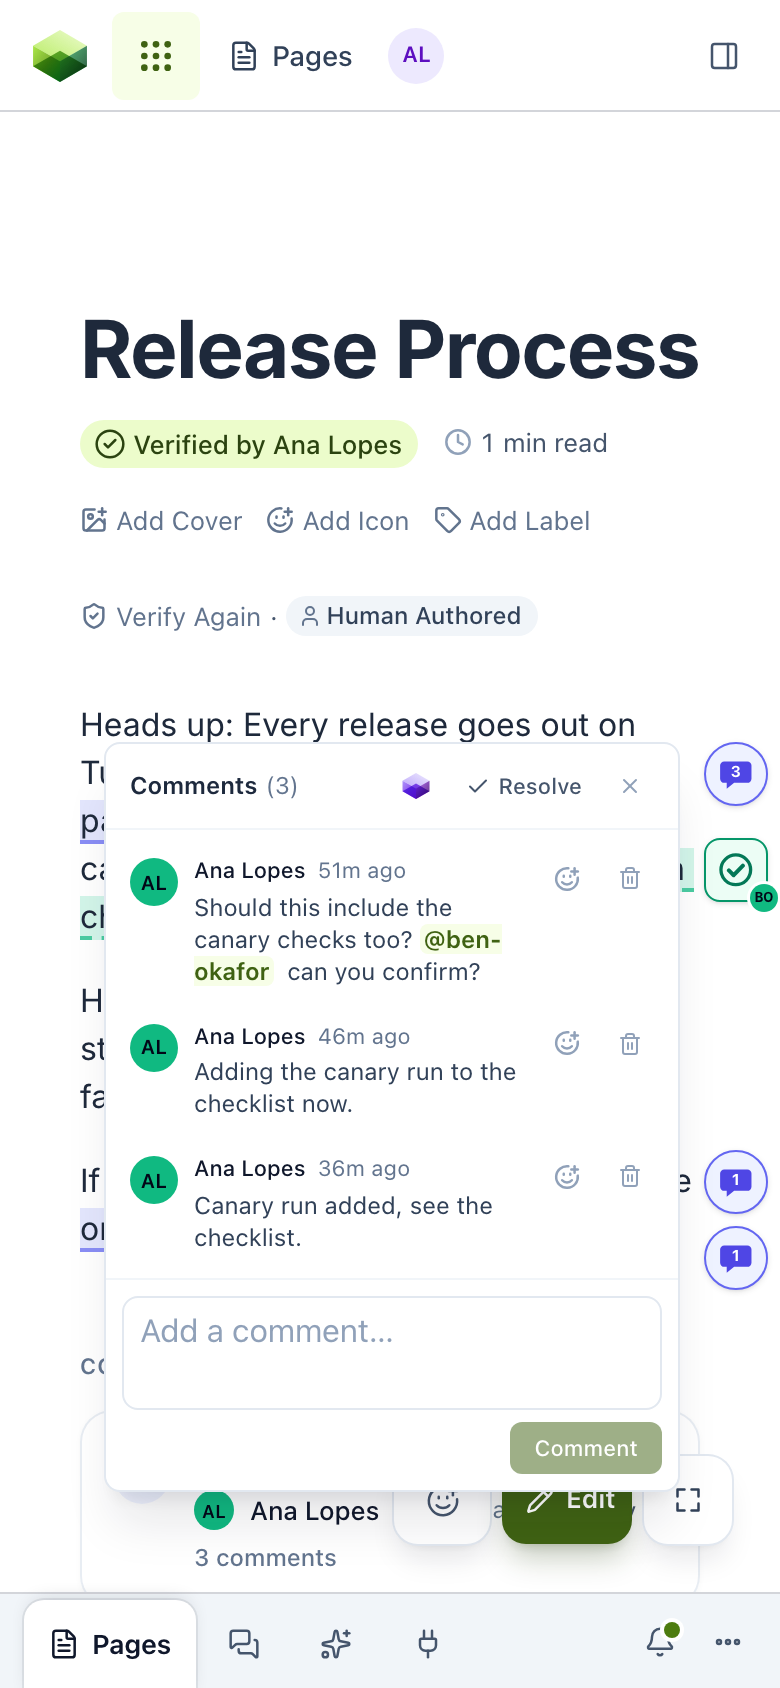 Pages AL
Release Process
Verified by Ana Lopes 1 min read
Add Cover Add Icon Add Label
Verify Again · Human Authored
Heads up: Every release goes out on
3
Comments (3) Resolve
AL Ana Lopes 51m ago
Should this include the
canary checks too? @ben-
okafor can you confirm?
BO
AL Ana Lopes 46m ago
Adding the canary run to the
checklist now.
AL Ana Lopes 36m ago
Canary run added, see the
checklist.
If
1
1
Add a comment...
Comment
AL Ana Lopes
Edit
3 comments
Pages